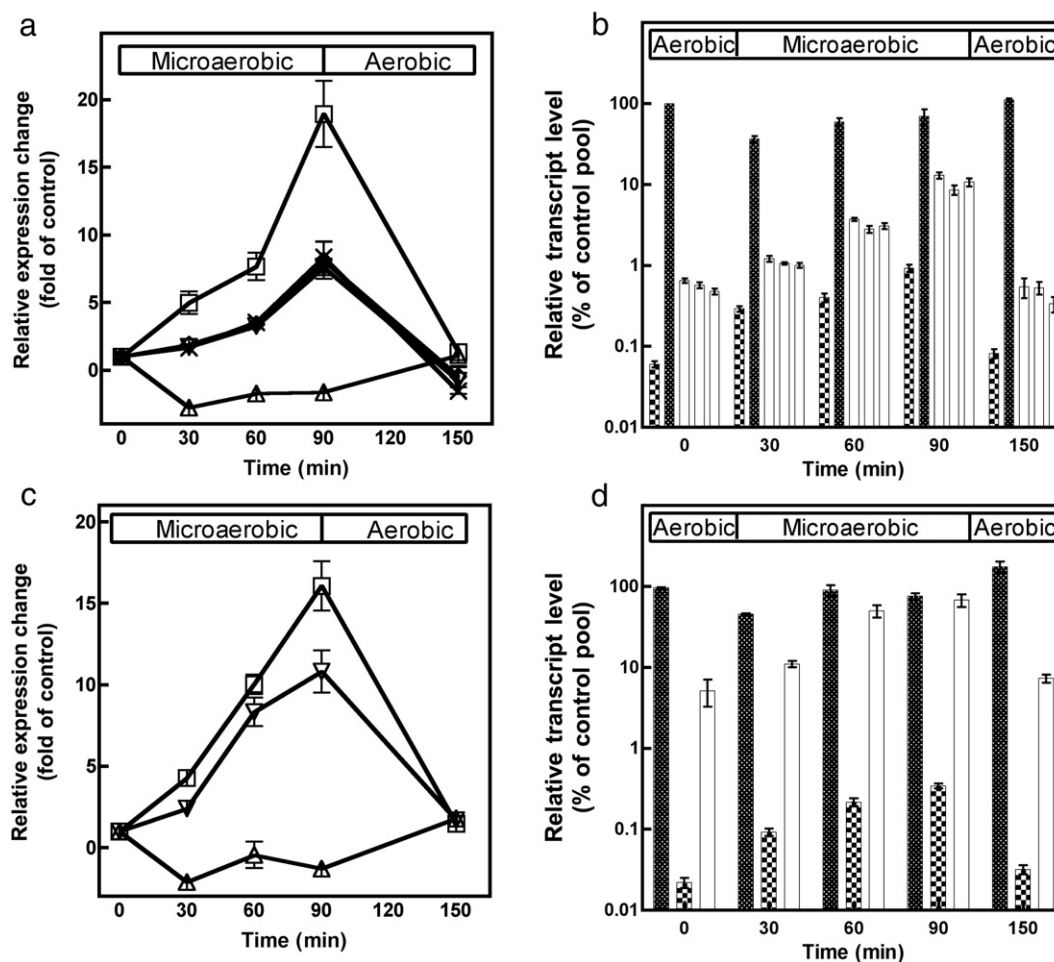 a
Microaerobic Aerobic
Relative expression change
(fold of control)
20
15
10
5
0
0 30 60 90 120 150
Time (min)
b
Aerobic Microaerobic Aerobic
Relative transcript level
(% of control pool)
100
10
1
0.1
0.01
0 30 60 90 150
Time (min)
c
Microaerobic Aerobic
Relative expression change
(fold of control)
20
15
10
5
0
0 30 60 90 120 150
Time (min)
d
Aerobic Microaerobic Aerobic
Relative transcript level
(% of control pool)
100
10
1
0.1
0.01
0 30 60 90 150
Time (min)